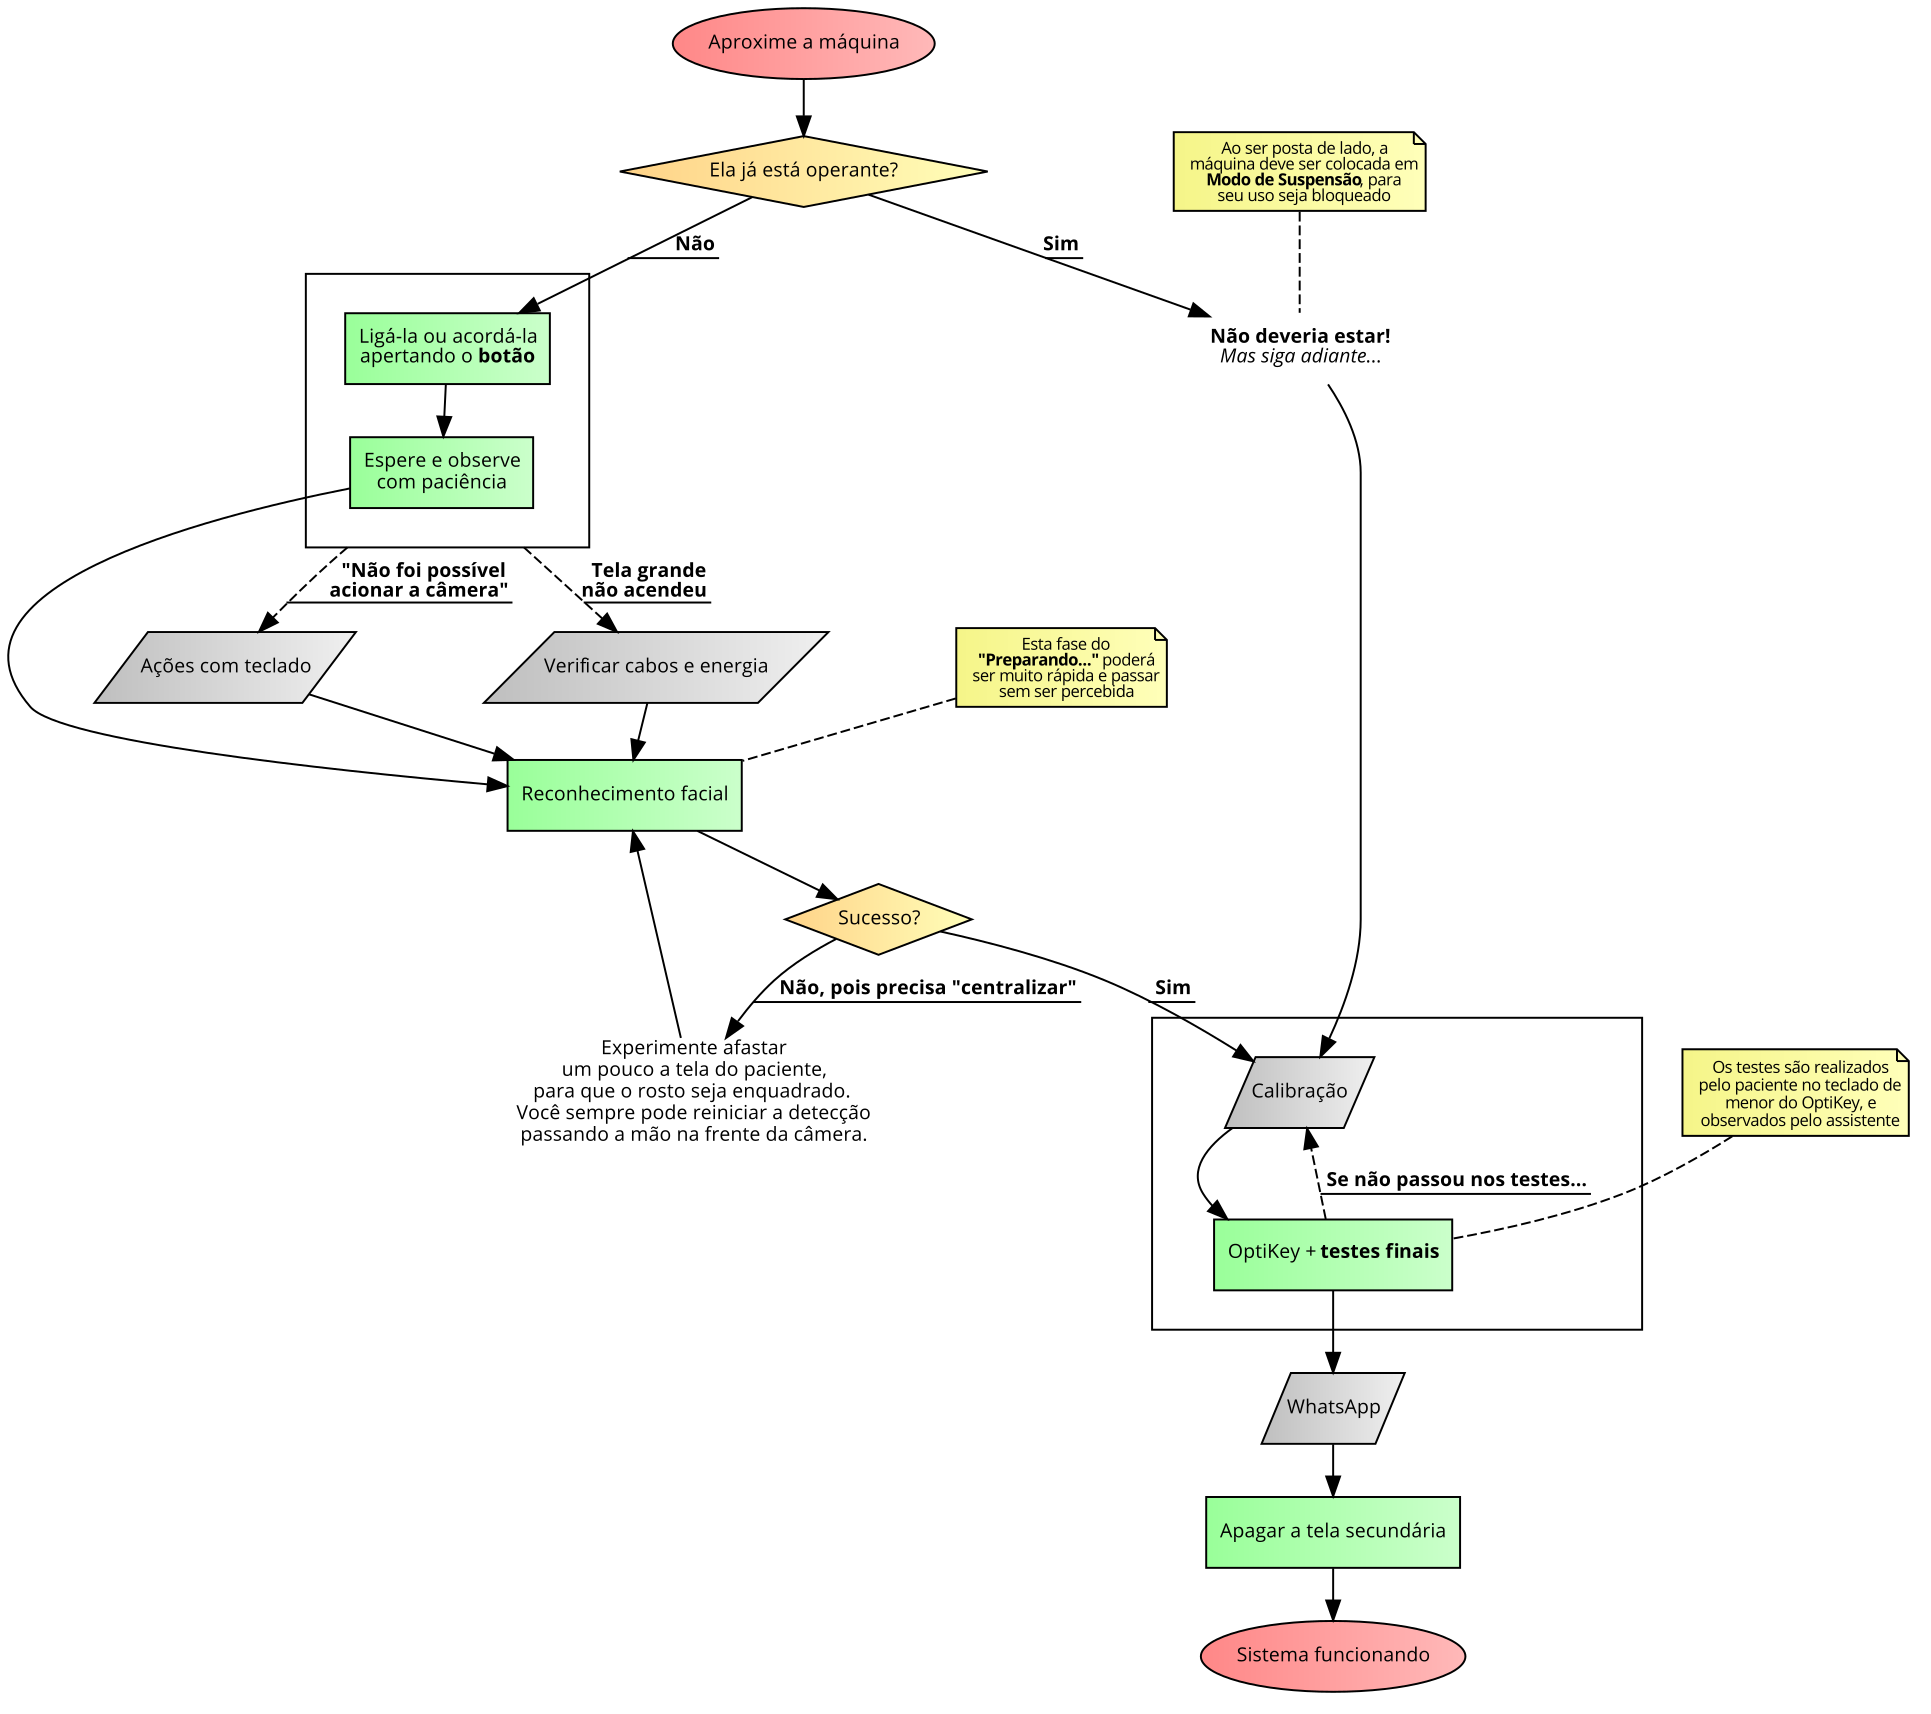 Aproxime a máquina
Ela já está operante?
Ao ser posta de lado, a
máquina deve ser colocada em
Modo de Suspensão, para
seu uso seja bloqueado
Não
Sim
Ligá-la ou acordá-la
apertando o botão
Não deveria estar!
Mas siga adiante...
Espere e observe
com paciência
"Não foi possível
acionar a câmera"
Tela grande
não acendeu
Ações com teclado
Verificar cabos e energia
Esta fase do
"Preparando..." poderá
ser muito rápida e passar
sem ser percebida
Reconhecimento facial
Sucesso?
Não, pois precisa "centralizar"
Sim
Experimente afastar
um pouco a tela do paciente,
para que o rosto seja enquadrado.
Você sempre pode reiniciar a detecção
passando a mão na frente da câmera.
Calibração
Os testes são realizados
pelo paciente no teclado de
menor do OptiKey, e
observados pelo assistente
Se não passou nos testes...
OptiKey + testes finais
WhatsApp
Apagar a tela secundária
Sistema funcionando